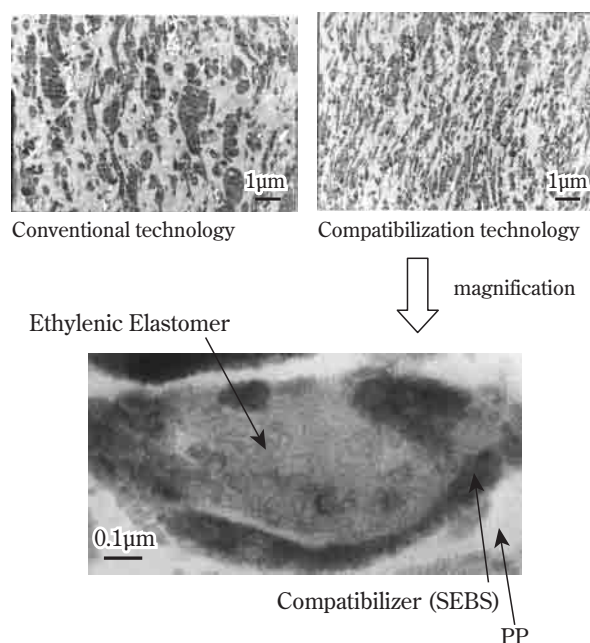 1μm
1μm
Conventional technology
Compatibilization technology
magnification
Ethylenic Elastomer
0.1μm
Compatibilizer (SEBS)
PP